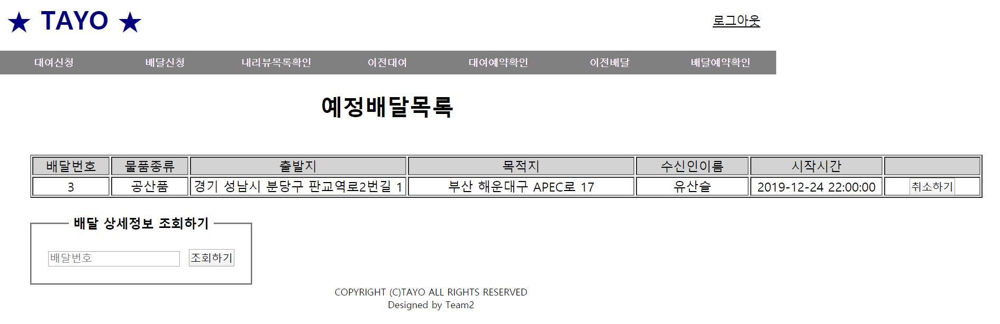 ★ TAYO ★
로그아웃
대여신청 배달신청 내리뷰목록확인 이전대여 대여예약확인 이전배달 배달예약확인
예정배달목록
배달번호 물품종류 출발지 목적지 수신인이름 시작시간
3 공산품 경기 성남시 분당구 판교역로2번길 1 부산 해운대구 APEC로 17 유산슬 2019-12-24 22:00:00 취소하기
배달 상세정보 조회하기
배달번호 조회하기
COPYRIGHT (C)TAYO ALL RIGHTS RESERVED
Designed by Team2